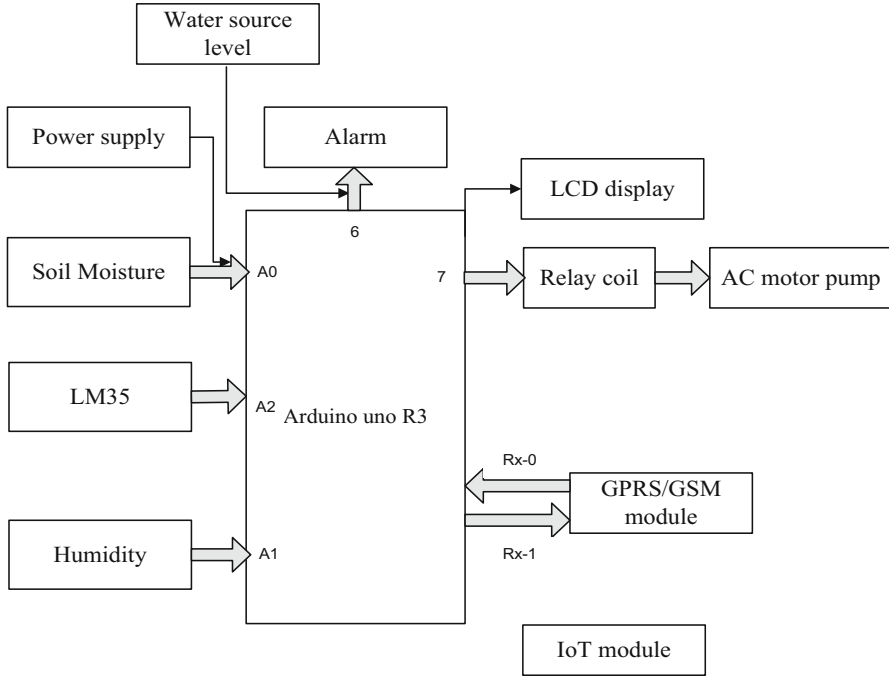 Water source
level
Power supply
Alarm
LCD display
6
Soil Moisture
A0
7
Relay coil
AC motor pump
LM35
A2
Arduino uno R3
Rx-0
GPRS/GSM
module
Humidity
A1
Rx-1
IoT module